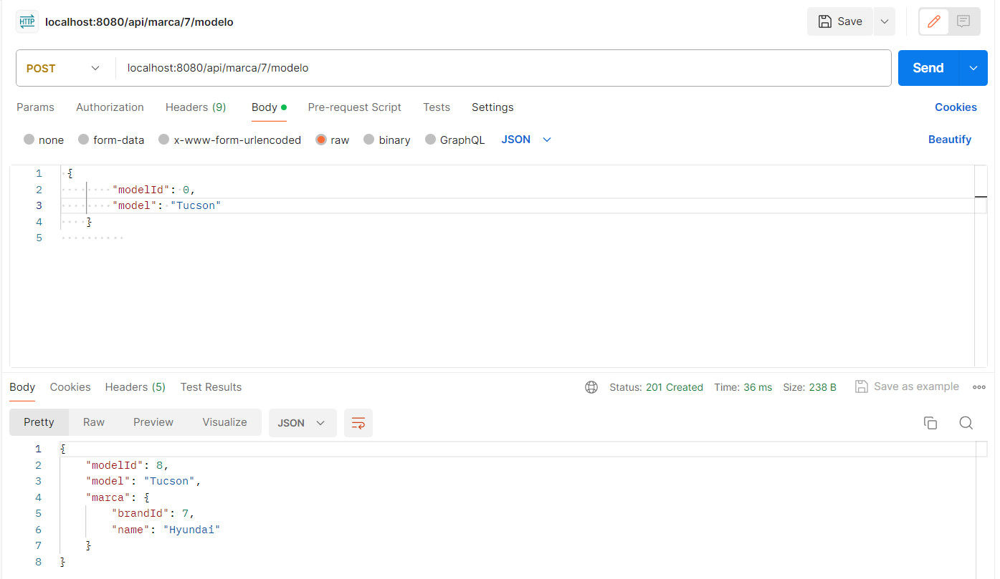 HTTP localhost:8080/api/marca/7/modelo Save
POST localhost:8080/api/marca/7/modelo Send
Params Authorization Headers (9) Body Pre-request Script Tests Settings Cookies
none form-data x-www-form-urlencoded raw binary GraphQL JSON Beautify
1 {
2 "modelId": 0,
3 "model": "Tucson"
4 }
5
Body Cookies Headers (5) Test Results Status: 201 Created Time: 36 ms Size: 238 B Save as example
Pretty Raw Preview Visualize JSON
1 {
2 "modelId": 8,
3 "model": "Tucson",
4 "marca": {
5 "brandId": 7,
6 "name": "Hyundai"
7 }
8 }